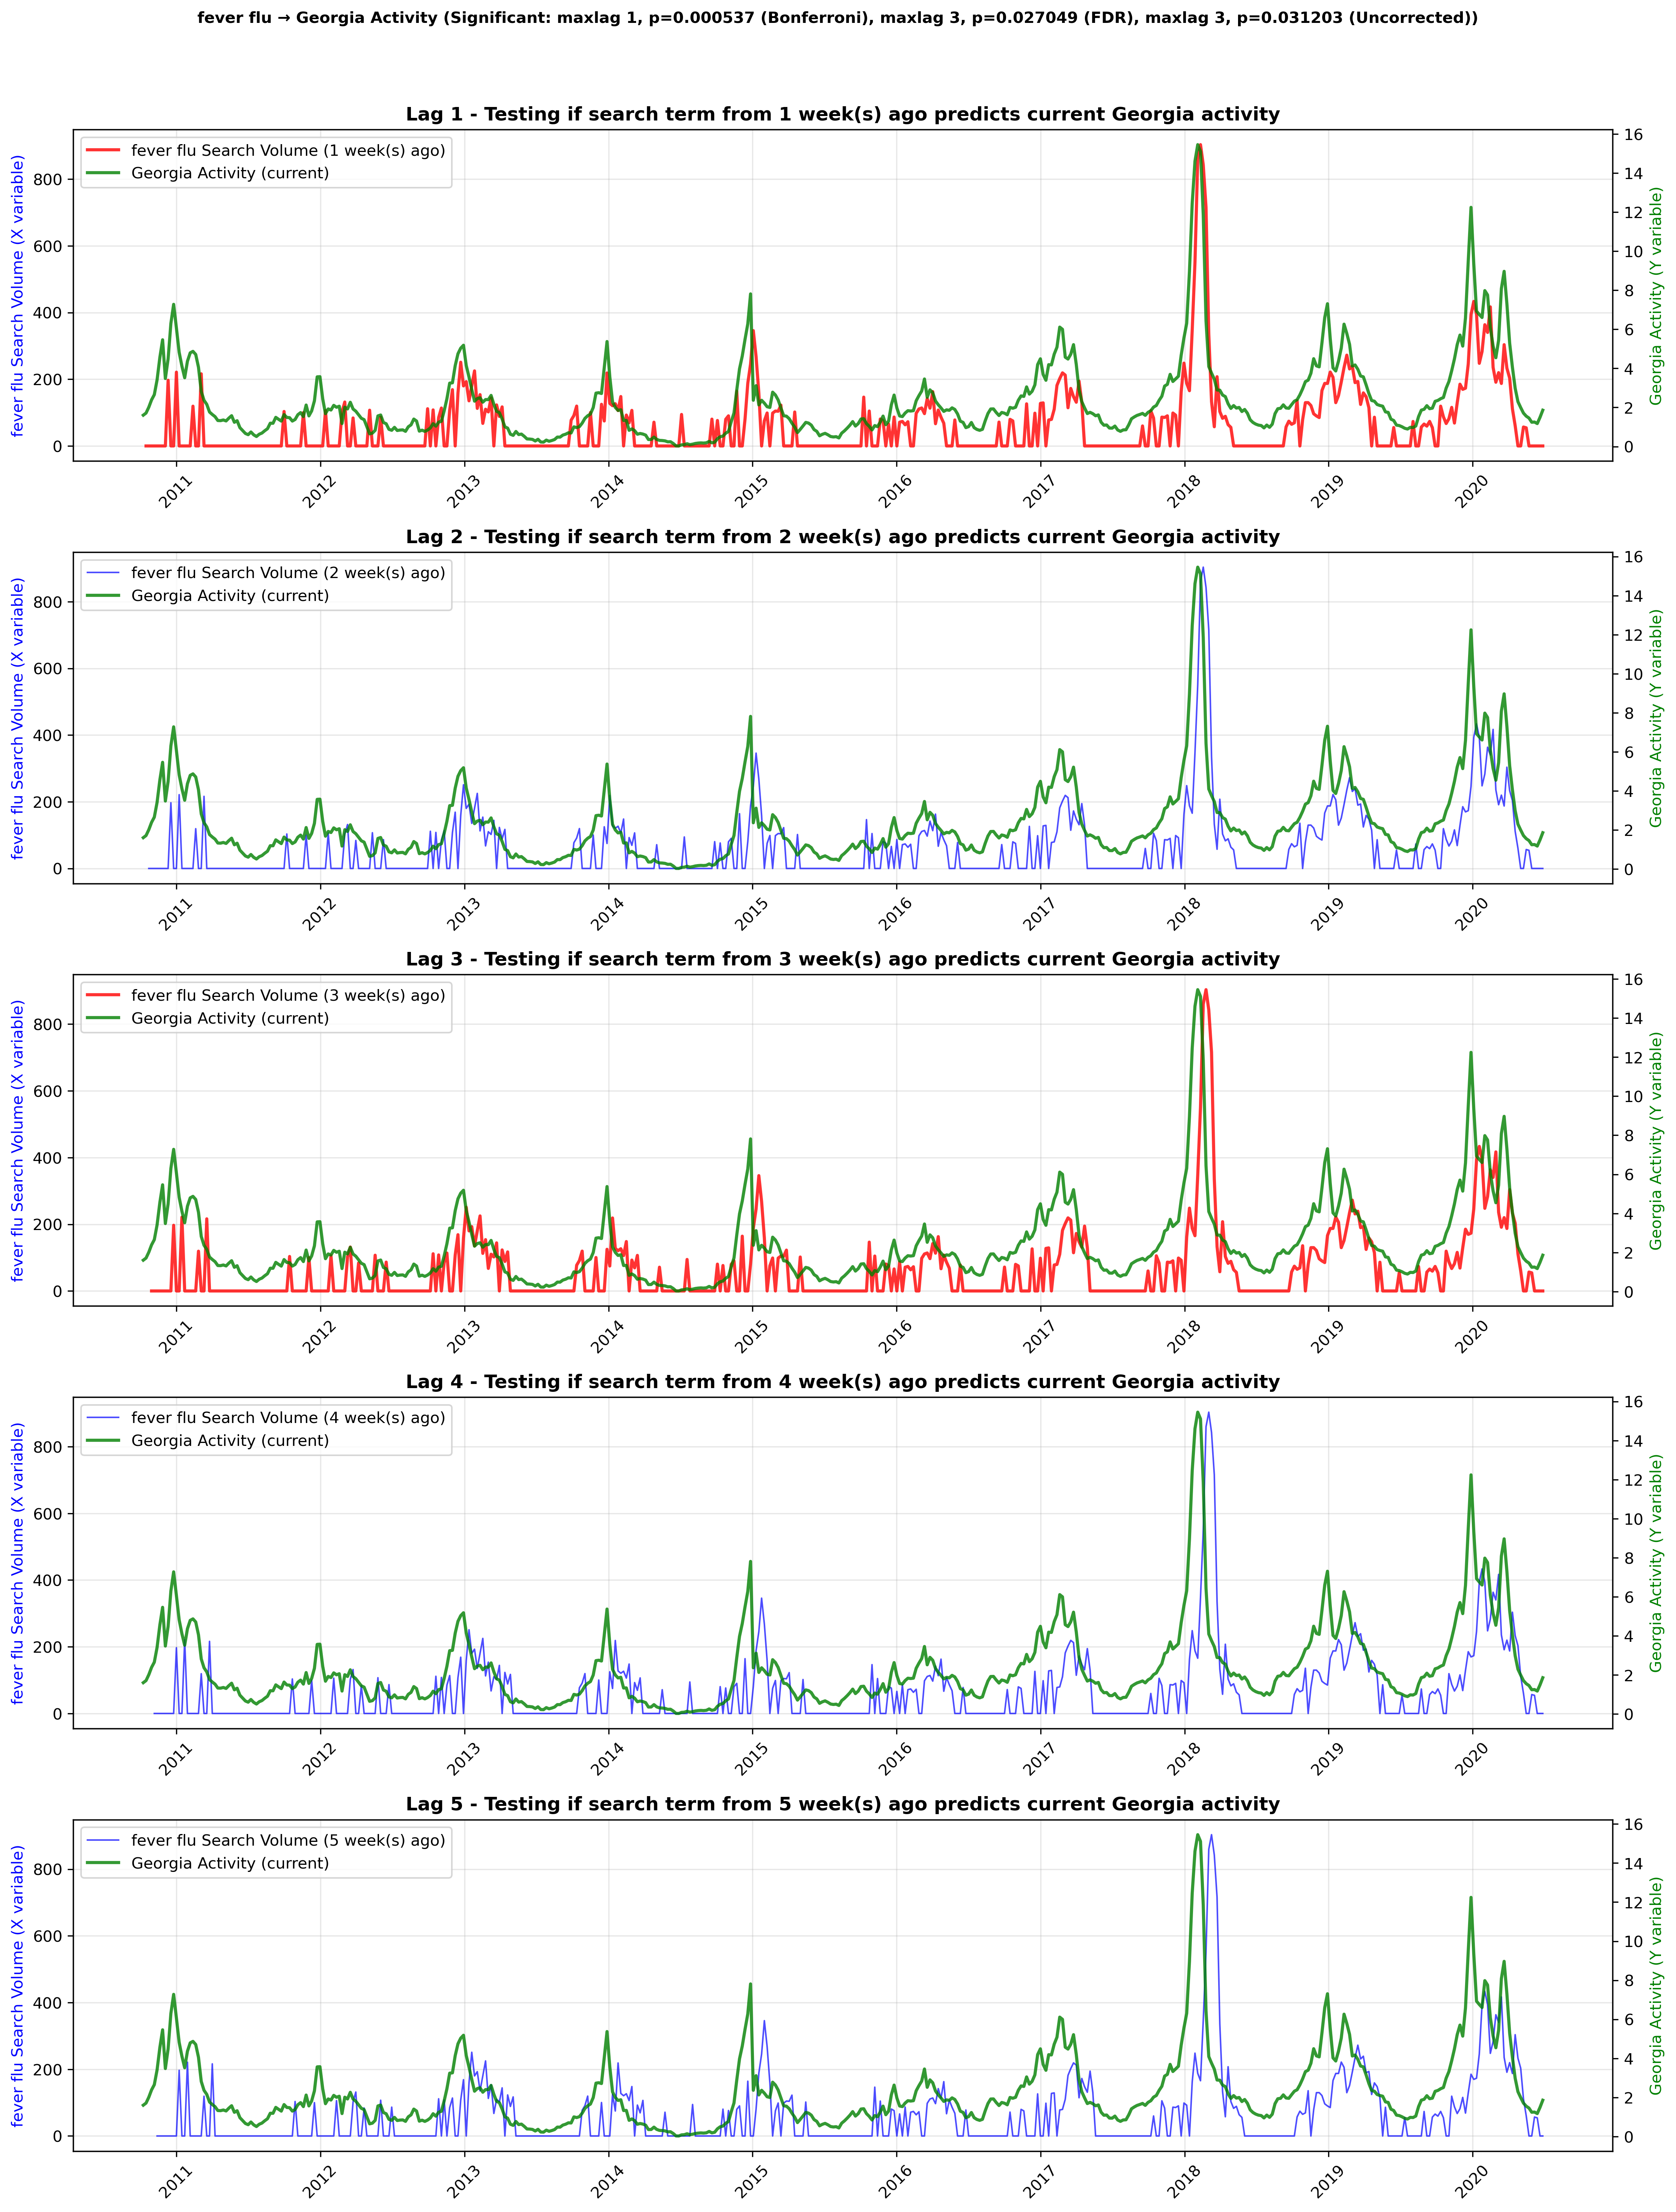 fever flu → Georgia Activity (Significant: maxlag 1, p=0.000537 (Bonferroni), maxlag 3, p=0.027049 (FDR), maxlag 3, p=0.031203 (Uncorrected))
Lag 1 - Testing if search term from 1 week(s) ago predicts current Georgia activity
fever flu Search Volume (1 week(s) ago)
Georgia Activity (current)
fever flu Search Volume (X variable)
800
600
400
200
0
16
14
12
10
8
6
4
2
0
Georgia Activity (Y variable)
2011 2012 2013 2014 2015 2016 2017 2018 2019 2020
Lag 2 - Testing if search term from 2 week(s) ago predicts current Georgia activity
fever flu Search Volume (2 week(s) ago)
Georgia Activity (current)
fever flu Search Volume (X variable)
800
600
400
200
0
16
14
12
10
8
6
4
2
0
Georgia Activity (Y variable)
2011 2012 2013 2014 2015 2016 2017 2018 2019 2020
Lag 3 - Testing if search term from 3 week(s) ago predicts current Georgia activity
fever flu Search Volume (3 week(s) ago)
Georgia Activity (current)
fever flu Search Volume (X variable)
800
600
400
200
0
16
14
12
10
8
6
4
2
0
Georgia Activity (Y variable)
2011 2012 2013 2014 2015 2016 2017 2018 2019 2020
Lag 4 - Testing if search term from 4 week(s) ago predicts current Georgia activity
fever flu Search Volume (4 week(s) ago)
Georgia Activity (current)
fever flu Search Volume (X variable)
800
600
400
200
0
16
14
12
10
8
6
4
2
0
Georgia Activity (Y variable)
2011 2012 2013 2014 2015 2016 2017 2018 2019 2020
Lag 5 - Testing if search term from 5 week(s) ago predicts current Georgia activity
fever flu Search Volume (5 week(s) ago)
Georgia Activity (current)
fever flu Search Volume (X variable)
800
600
400
200
0
16
14
12
10
8
6
4
2
0
Georgia Activity (Y variable)
2011 2012 2013 2014 2015 2016 2017 2018 2019 2020